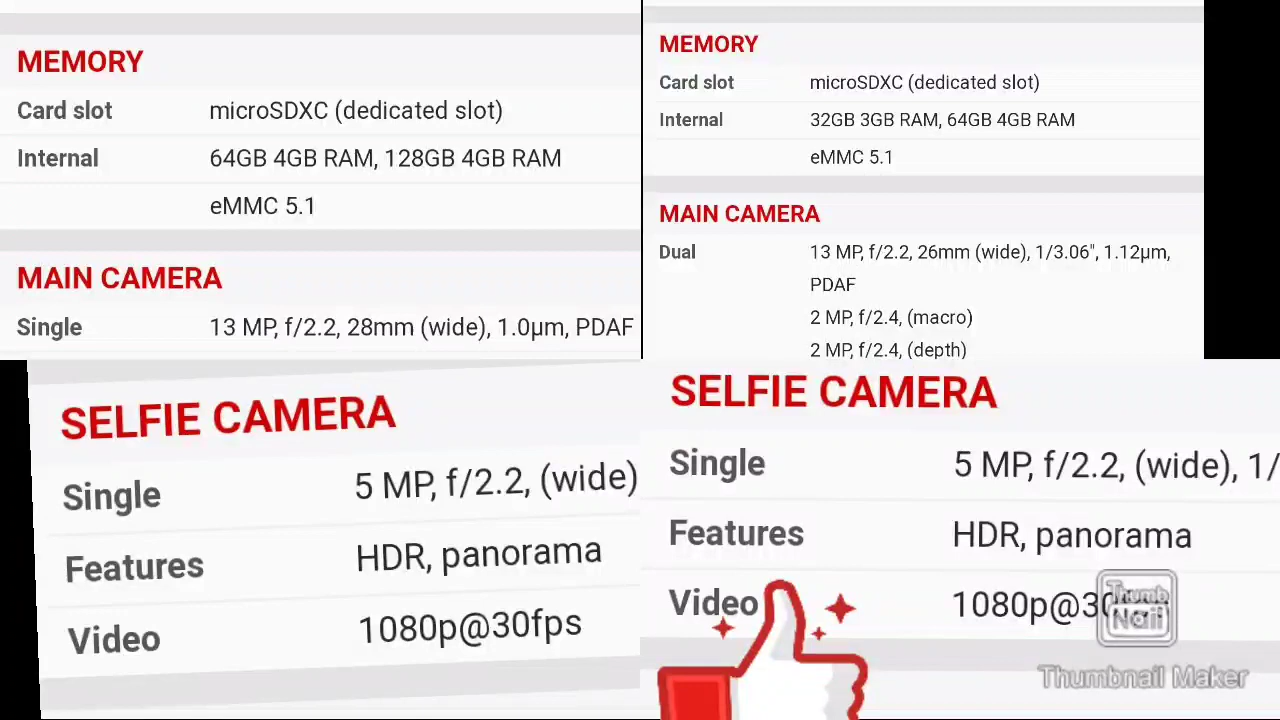 MEMORY
Card slot microSDXC (dedicated slot)
Internal 64GB 4GB RAM, 128GB 4GB RAM
eMMC 5.1
MAIN CAMERA
Single 13 MP, f/2.2, 28mm (wide), 1.0µm, PDAF
MEMORY
Card slot microSDXC (dedicated slot)
Internal 32GB 3GB RAM, 64GB 4GB RAM
eMMC 5.1
MAIN CAMERA
Dual 13 MP, f/2.2, 26mm (wide), 1/3.06", 1.12µm,
PDAF
2 MP, f/2.4, (macro)
2 MP, f/2.4, (depth)
SELFIE CAMERA
Single 5 MP, f/2.2, (wide)
Features HDR, panorama
Video 1080p@30fps
SELFIE CAMERA
Single 5 MP, f/2.2, (wide), 1/
Features HDR, panorama
Video 1080p@30
Thumb
Nail
Thumbnail Maker